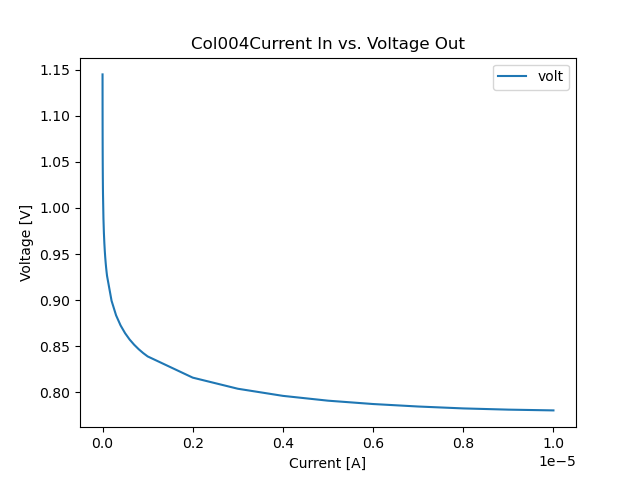 Col004Current In vs. Voltage Out
volt
1.15
1.10
1.05
1.00
0.95
0.90
0.85
0.80
Voltage [V]
0.0 0.2 0.4 0.6 0.8 1.0
1e−5
Current [A]